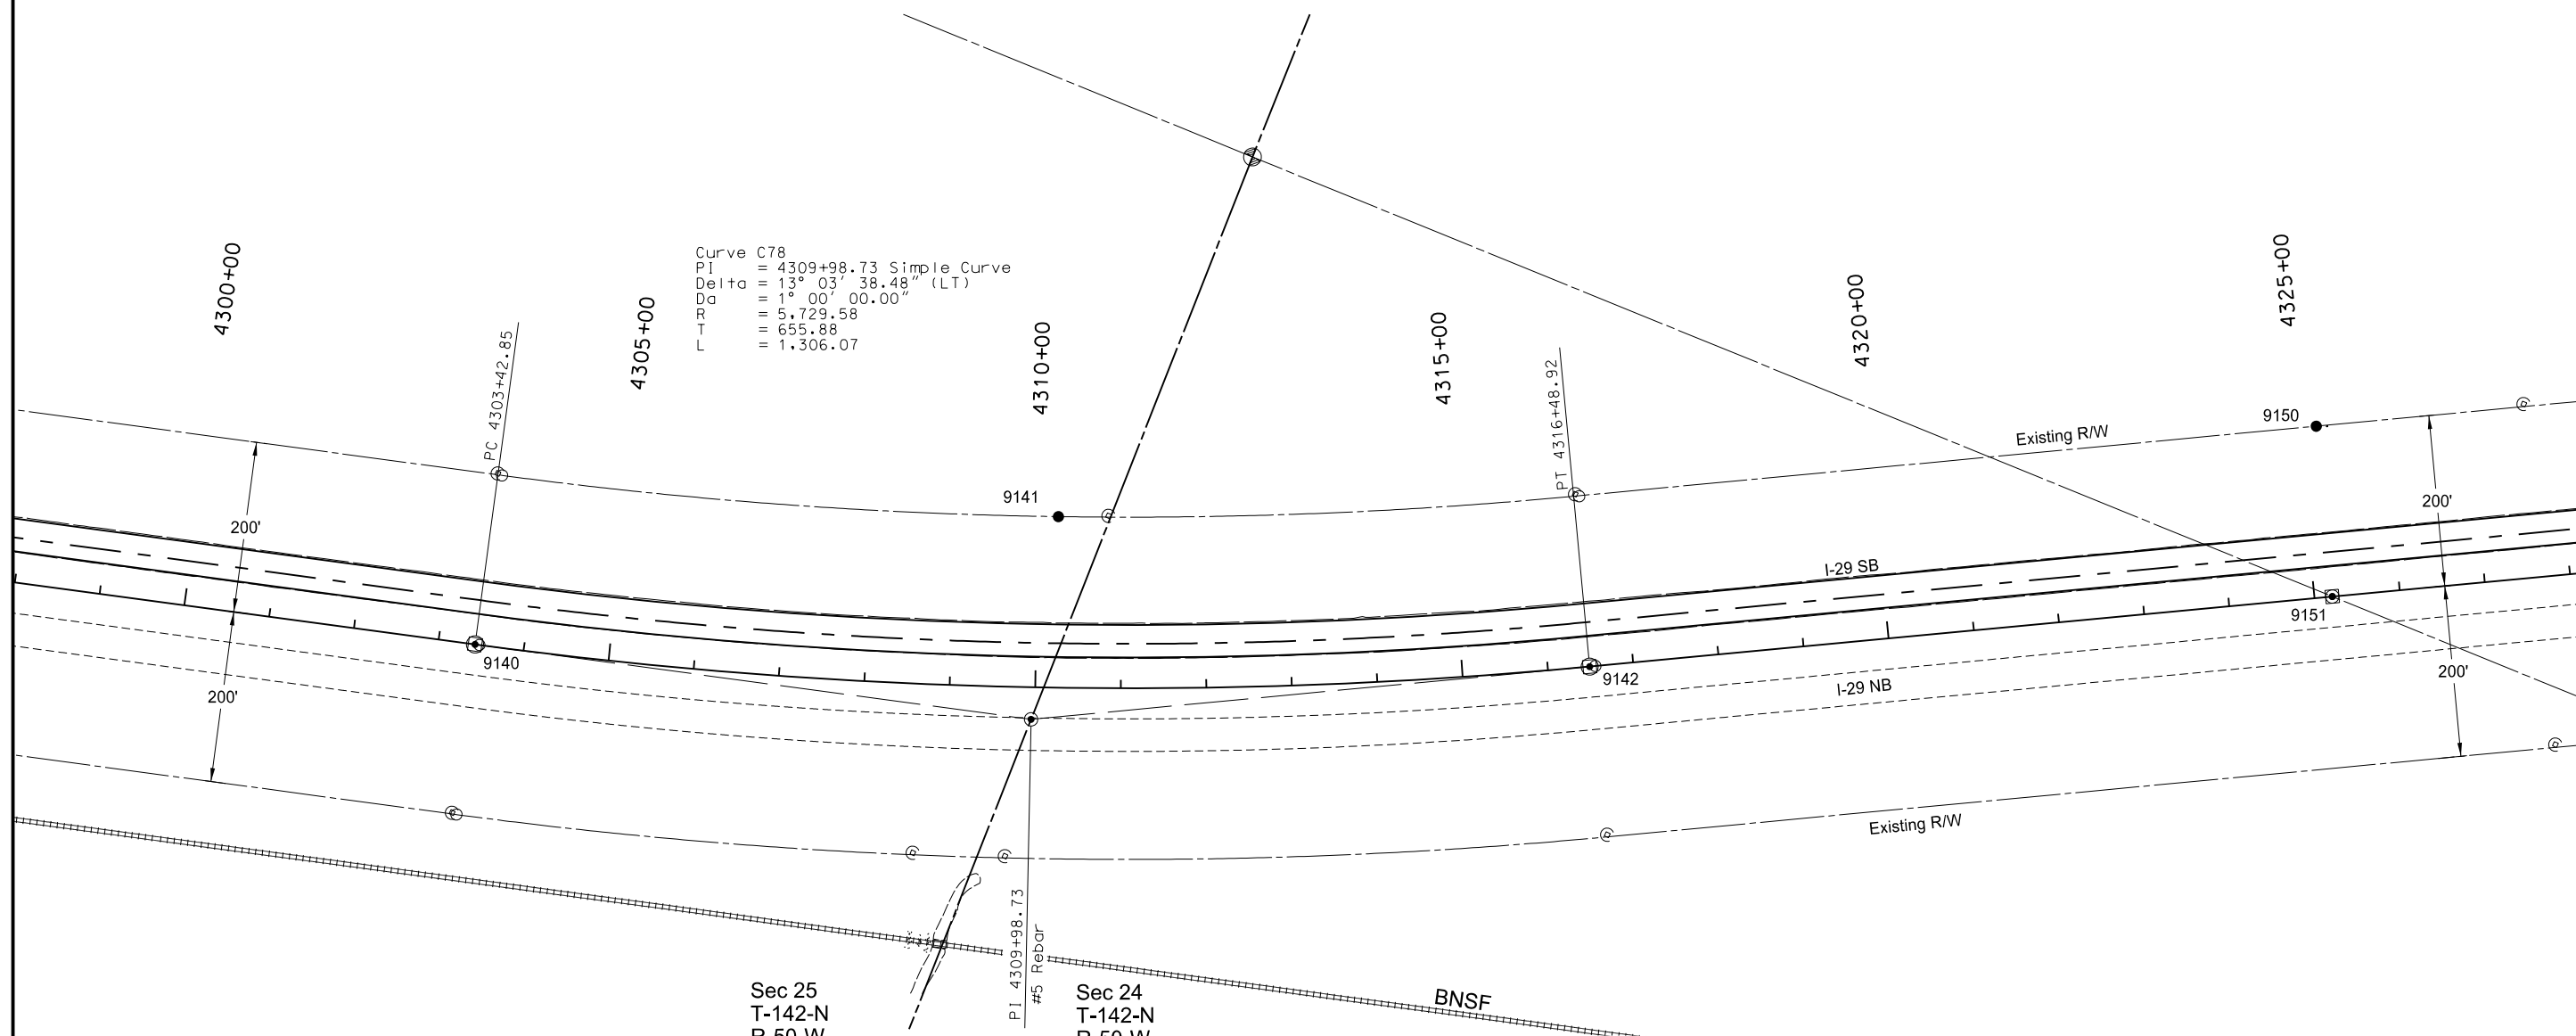 4300+00
PC 4303+42.85
4305+00
Curve C78
PI = 4309+98.73 Simple Curve
Delta = 13° 03' 38.48" (LT)
Da = 1° 00' 00.00"
R = 5,729.58
T = 655.88
L = 1,306.07
4310+00
4315+00
PT 4316+48.92
4320+00
4325+00
9150
Existing R/W
9141
200'
200'
I-29 SB
9151
9140
9142
I-29 NB
200'
200'
Existing R/W
PI 4309+98.73
#5 Rebar
Sec 25
T-142-N
R-50-W
Sec 24
T-142-N
R-50-W
BNSF